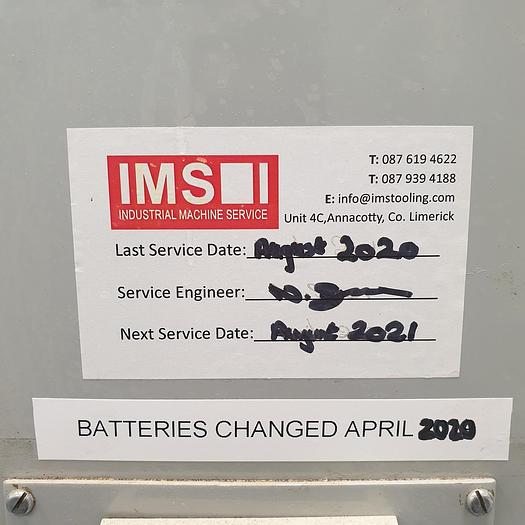 IMS I
INDUSTRIAL MACHINE SERVICE
T: 087 619 4622
T: 087 939 4188
E: info@imstooling.com
Unit 4C,Annacotty, Co. Limerick
Last Service Date: August 2020
Service Engineer:
Next Service Date: August 2021
BATTERIES CHANGED APRIL 2020